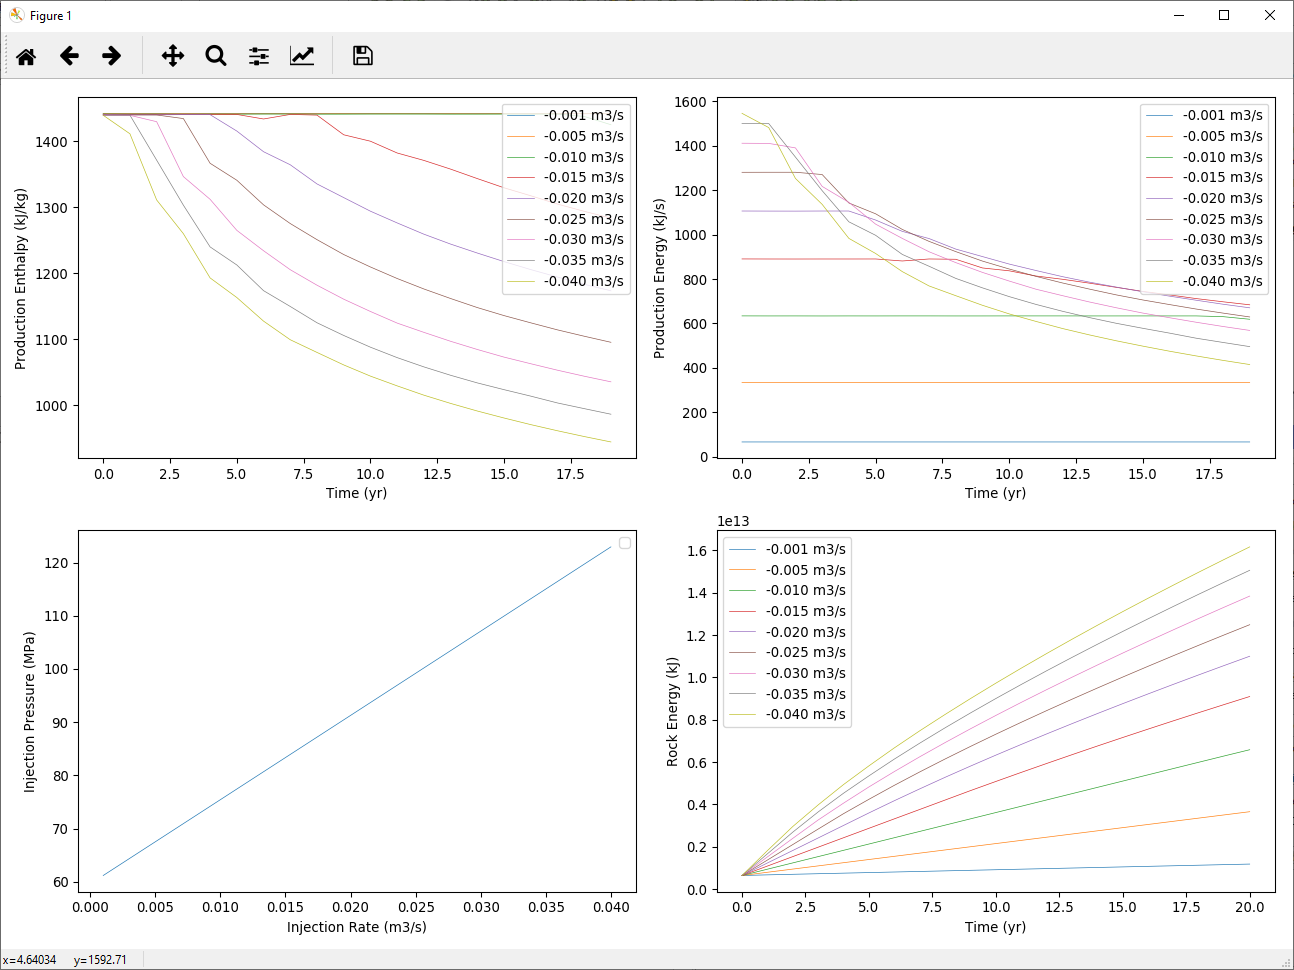 Figure 1
-0.001 m3/s
-0.005 m3/s
-0.010 m3/s
-0.015 m3/s
-0.020 m3/s
-0.025 m3/s
-0.030 m3/s
-0.035 m3/s
-0.040 m3/s
1400
1300
1200
1100
1000
Production Enthalpy (kJ/kg)
0.0 2.5 5.0 7.5 10.0 12.5 15.0 17.5
Time (yr)
-0.001 m3/s
-0.005 m3/s
-0.010 m3/s
-0.015 m3/s
-0.020 m3/s
-0.025 m3/s
-0.030 m3/s
-0.035 m3/s
-0.040 m3/s
1600
1400
1200
1000
800
600
400
200
0
Production Energy (kJ/s)
0.0 2.5 5.0 7.5 10.0 12.5 15.0 17.5
Time (yr)
120
110
100
90
80
70
60
Injection Pressure (MPa)
0.000 0.005 0.010 0.015 0.020 0.025 0.030 0.035 0.040
Injection Rate (m3/s)
1e13
-0.001 m3/s
-0.005 m3/s
-0.010 m3/s
-0.015 m3/s
-0.020 m3/s
-0.025 m3/s
-0.030 m3/s
-0.035 m3/s
-0.040 m3/s
1.6
1.4
1.2
1.0
0.8
0.6
0.4
0.2
0.0
Rock Energy (kJ)
0.0 2.5 5.0 7.5 10.0 12.5 15.0 17.5 20.0
Time (yr)
x=4.64034 y=1592.71